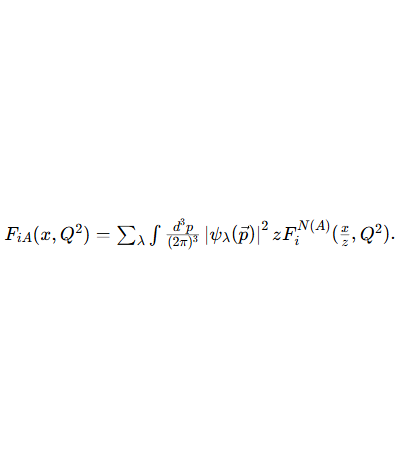 $F_{iA}(x, Q^2) = \sum_{\lambda} \int \frac{d^3p}{(2\pi)^3} \left|\psi_{\lambda}(\vec{p})\right|^2 z F_i^{N(A)}(\frac{x}{z}, Q^2).$